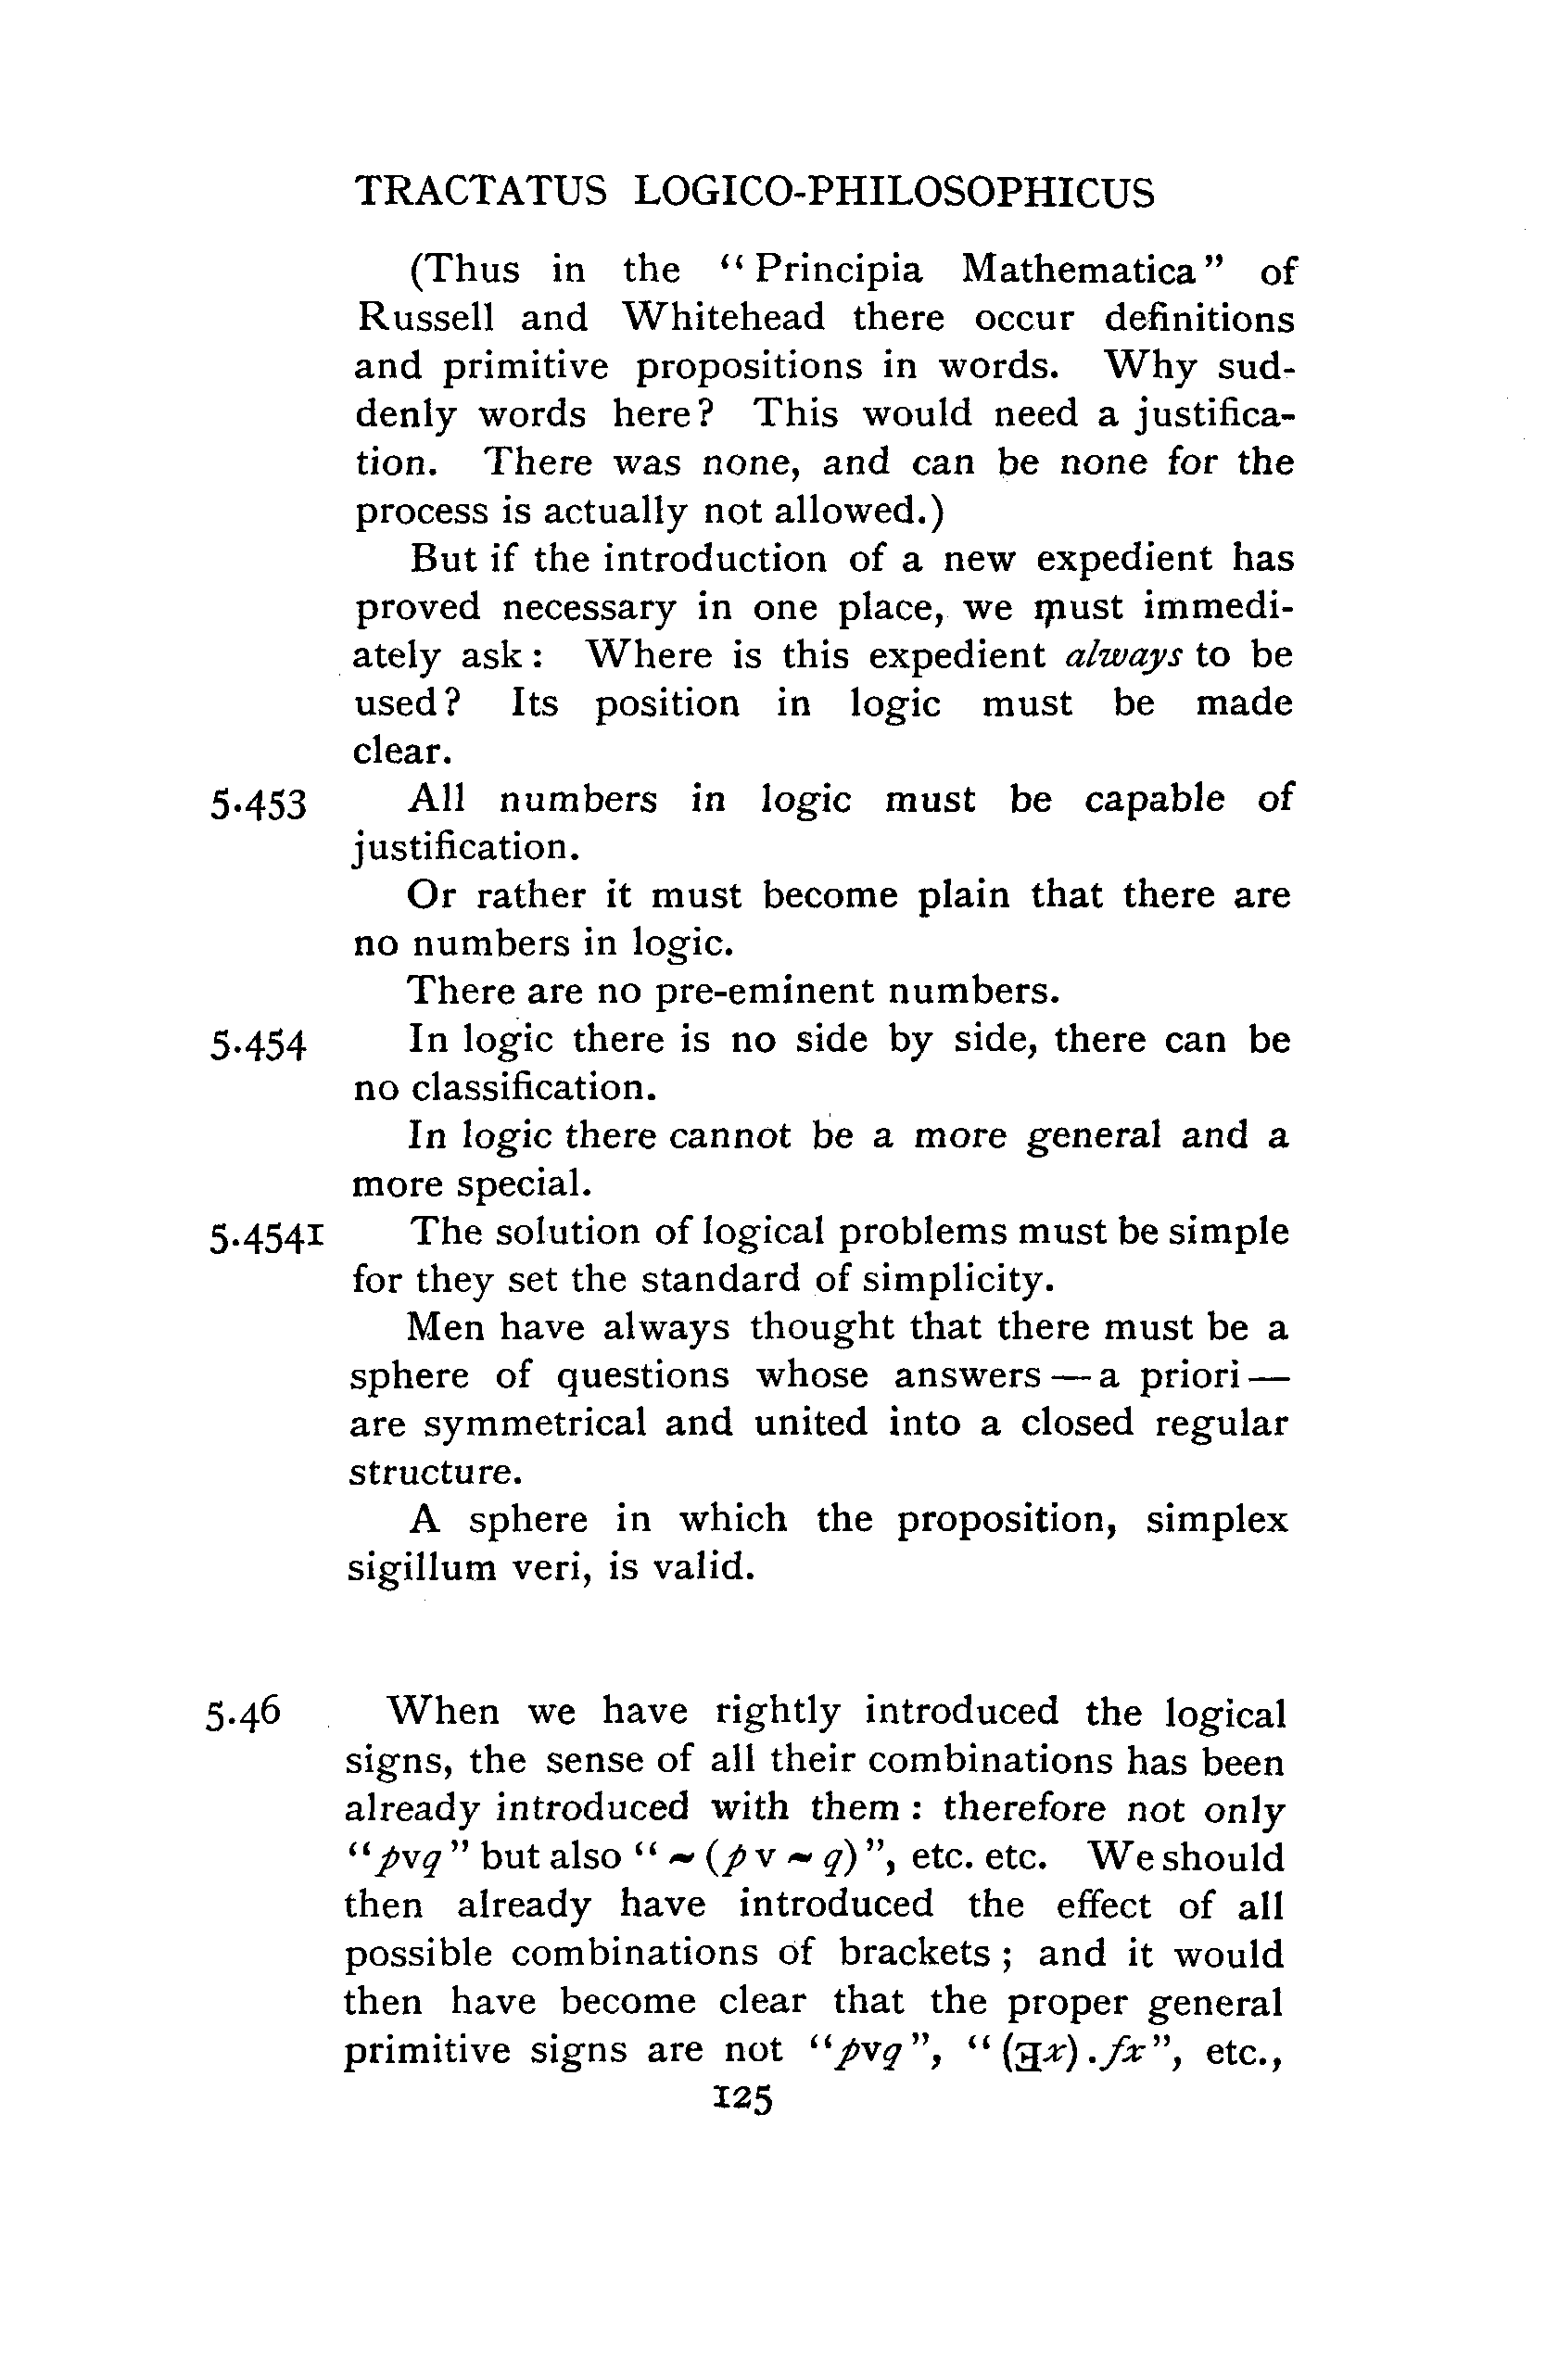 TRACTATUS LOGICO-PHILOSOPHICUS
(Thus in the “Principia Mathematica” of
Russell and Whitehead there occur definitions
and primitive propositions in words. Why sud-
denly words here? This would need a justifica-
tion. There was none, and can be none for the
process is actually not allowed.)
But if the introduction of a new expedient has
proved necessary in one place, we must immedi-
ately ask: Where is this expedient always to be
used? Its position in logic must be made
clear.
5·453 All numbers in logic must be capable of
justification.
Or rather it must become plain that there are
no numbers in logic.
There are no pre-eminent numbers.
5·454 In logic there is no side by side, there can be
no classification.
In logic there cannot be a more general and a
more special.
5·4541 The solution of logical problems must be simple
for they set the standard of simplicity.
Men have always thought that there must be a
sphere of questions whose answers — a priori —
are symmetrical and united into a closed regular
structure.
A sphere in which the proposition, simplex
sigillum veri, is valid.
5·46 When we have rightly introduced the logical
signs, the sense of all their combinations has been
already introduced with them : therefore not only
“pvq” but also “~(p v ~ q)”, etc. etc. We should
then already have introduced the effect of all
possible combinations of brackets ; and it would
then have become clear that the proper general
primitive signs are not “pvq”, “(∃x).fx”, etc.,
125